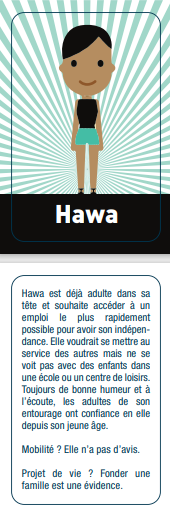 Hawa
Hawa est déjà adulte dans sa
tête et souhaite accéder à un
emploi le plus rapidement
possible pour avoir son indépen-
dance. Elle voudrait se mettre au
service des autres mais ne se
voit pas avec des enfants dans
une école ou un centre de loisirs.
Toujours de bonne humeur et à
l'écoute, les adultes de son
entourage ont confiance en elle
depuis son jeune âge.
Mobilité ? Elle n'a pas d'avis.
Projet de vie ? Fonder une
famille est une évidence.